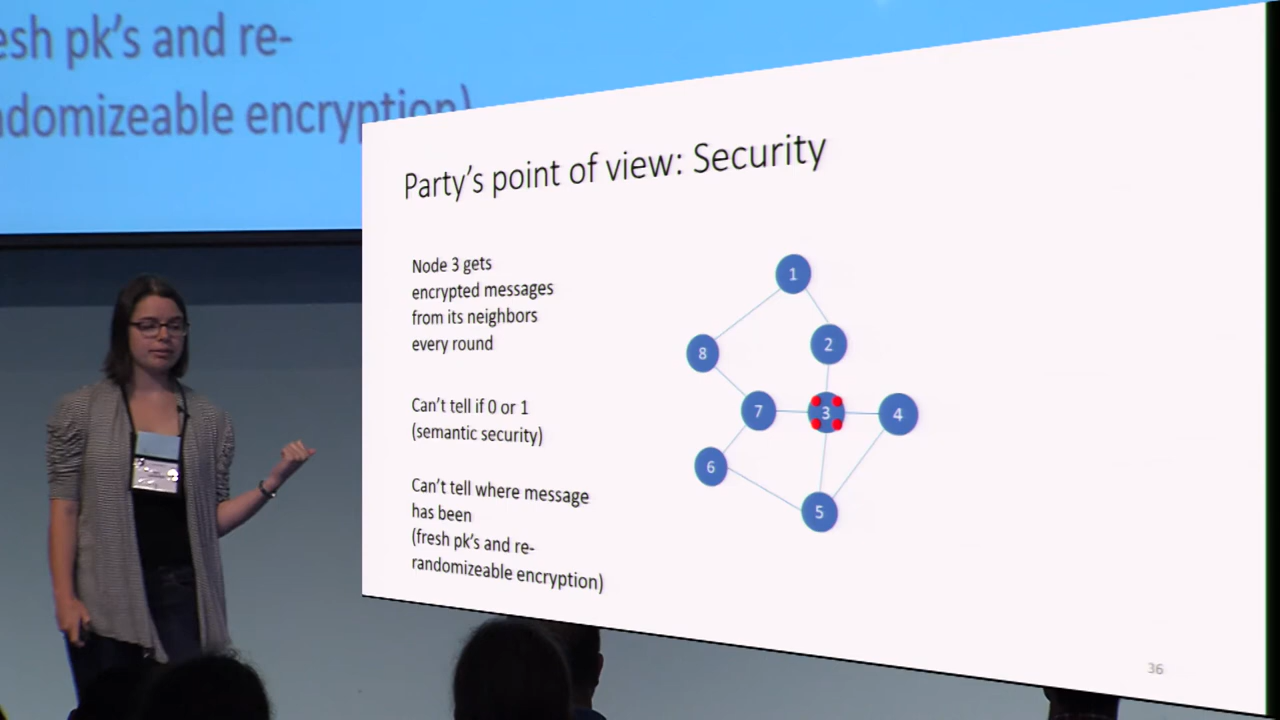 esh pk's and re-
ndomizeable encryption)
Party's point of view: Security
Node 3 gets
encrypted messages
from its neighbors
every round
Can't tell if 0 or 1
(semantic security)
Can't tell where message
has been
(fresh pk's and re-
randomizeable encryption)
1
2
8
7
3
4
6
5
36